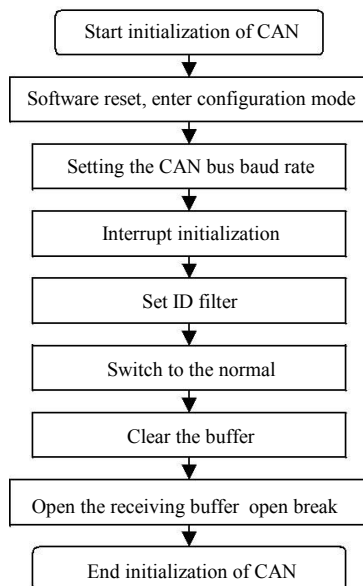 Start initialization of CAN
Software reset, enter configuration mode
Setting the CAN bus baud rate
Interrupt initialization
Set ID filter
Switch to the normal
Clear the buffer
Open the receiving buffer open break
End initialization of CAN